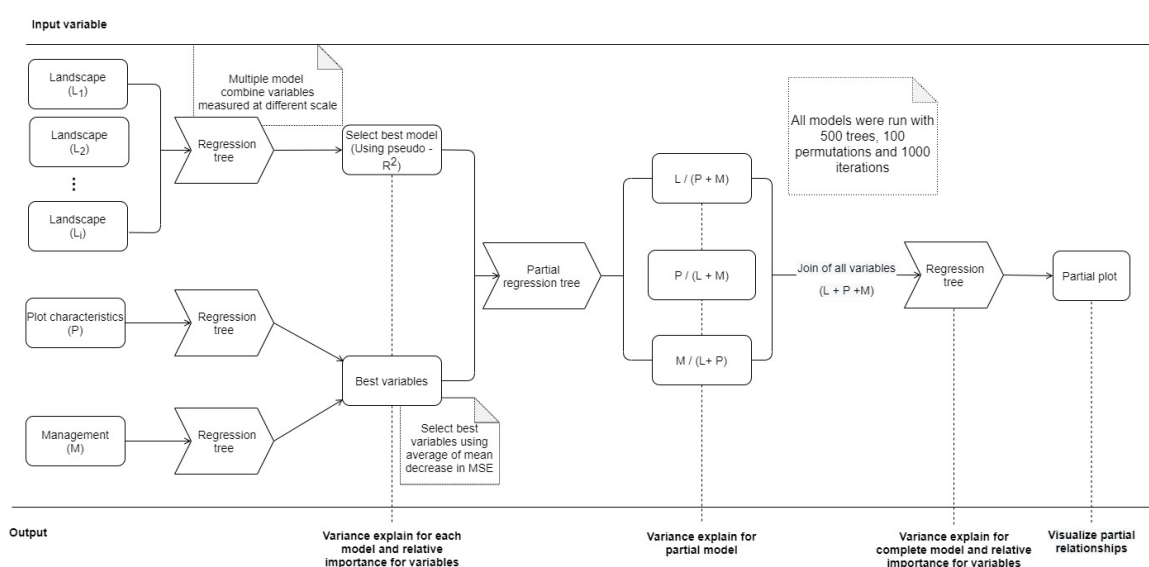 Input variable
Landscape
(L1)
Landscape
(L2)
⋮
Landscape
(Li)
Regression
tree
Multiple model
combine variables
measured at different scale
Select best model
(Using pseudo -
R2)
Plot characteristics
(P)
Regression
tree
Management
(M)
Regression
tree
Best variables
Select best
variables using
average of mean
decrease in MSE
Partial
regression tree
L / (P + M)
P / (L + M)
M / (L+ P)
All models were run with
500 trees, 100
permutations and 1000
iterations
Join of all variables
(L + P +M)
Regression
tree
Partial plot
Output
Variance explain for each
model and relative
importance for variables
Variance explain for
partial model
Variance explain for
complete model and relative
importance for variables
Visualize partial
relationships